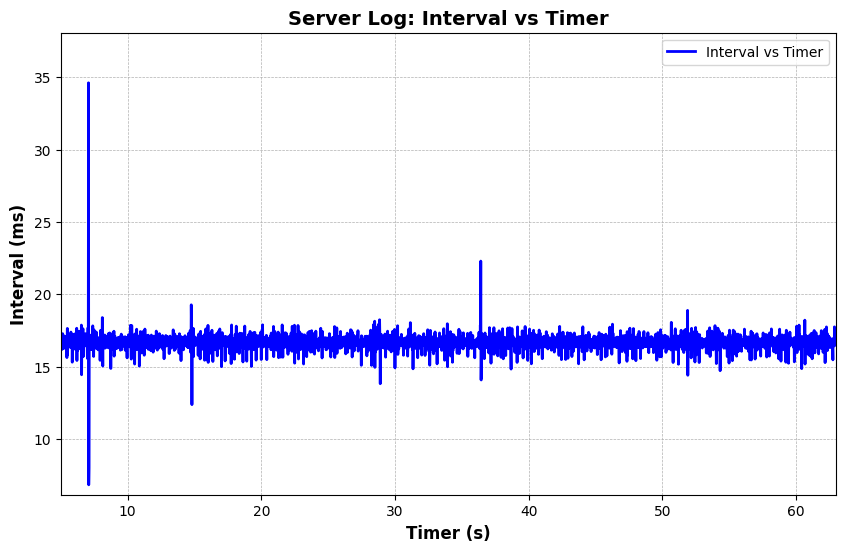 Server Log: Interval vs Timer
Interval vs Timer
35
30
25
20
15
10
Interval (ms)
10 20 30 40 50 60
Timer (s)